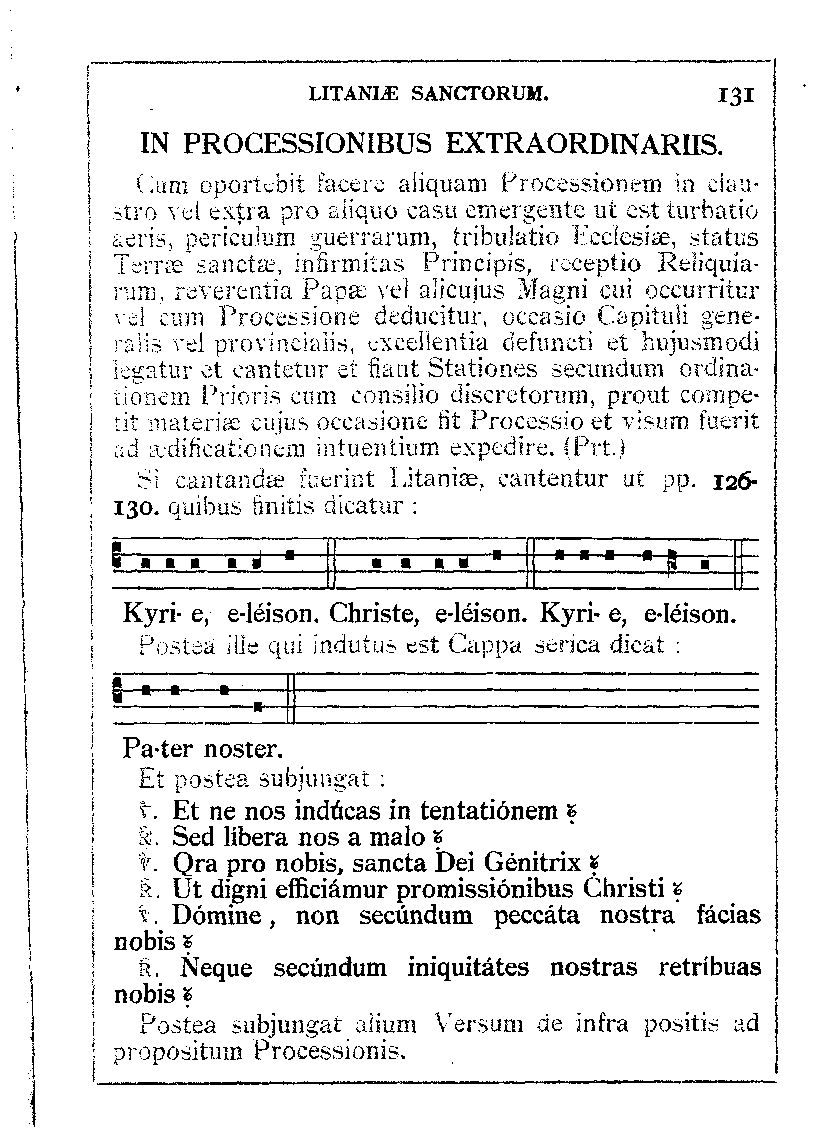 LITANIÆ SANCTORUM. 131
IN PROCESSIONIBUS EXTRAORDINARIIS.
Cum oportebit facere aliquam Processionem in clau-
stro vel extra pro aliquo casu emergente ut est turbatio
aeris, periculum guerrarum, tribulatio Ecclesiæ, status
Terræ sanctæ, infirmitas Principis, receptio Reliquia-
rum, reverentia Papæ vel alicujus Magni cui occurritur
vel cum Processione deducitur, occasio Capituli gene-
ralis vel provincialis, excellentia defuncti et hujusmodi
legatur et cantetur et fiant Stationes secundum ordina-
tionem Prioris cum consilio discretorum, prout compe-
tit materiæ cujus occasione fit Processio et visum fuerit
ad ædificationem intuentium expedire. (Prt.)
Si cantandæ fuerint Litaniæ, cantentur ut pp. 126-
130. quibus finitis dicatur :
Kyri- e, e-léison. Christe, e-léison. Kyri- e, e-léison.
Postea ille qui indutus est Cappa serica dicat :
Pa-ter noster.
Et postea subjungat :
℣. Et ne nos indúcas in tentatiónem
℟. Sed líbera nos a malo
℣. Ora pro nobis, sancta Dei Génitrix
℟. Ut digni efficiámur promissiónibus Christi
℣. Dómine, non secúndum peccáta nostra fácias
nobis
℟. Neque secúndum iniquitátes nostras retríbuas
nobis
Postea subjungat alium Versum de infra positis ad
propositum Processionis.